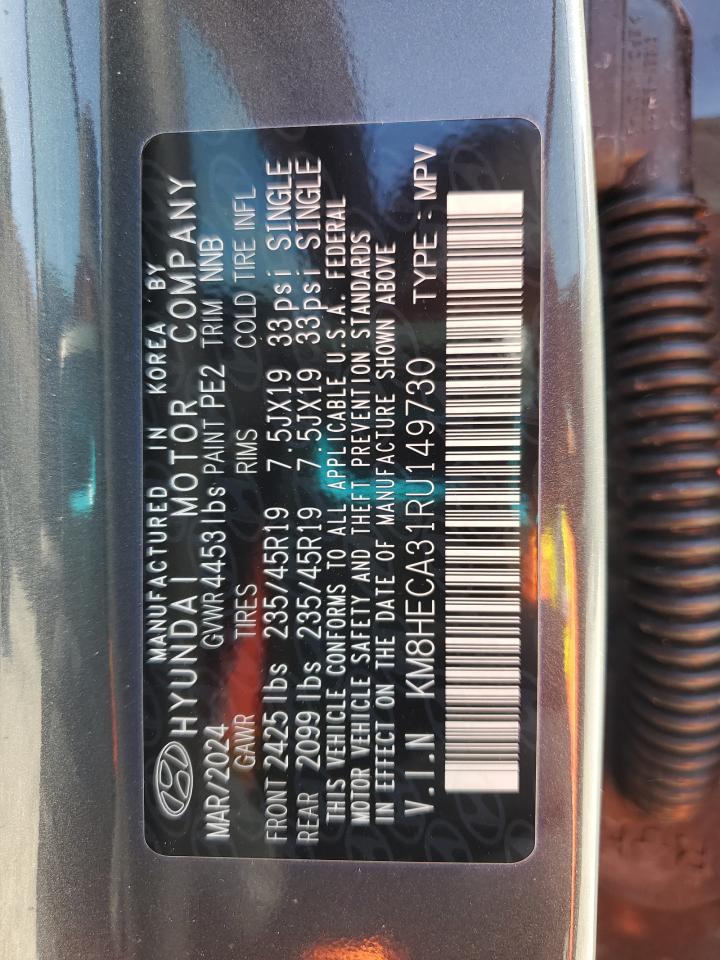 MANUFACTURED IN KOREA BY
HYUNDAI MOTOR COMPANY
MAR/2024 GVWR 4453 lbs PAINT PE2 TRIM NNB
GAWR TIRES RIMS COLD TIRE INFL
FRONT 2425 lbs 235/45R19 7.5JX19 33psi SINGLE
REAR 2099 lbs 235/45R19 7.5JX19 33psi SINGLE
THIS VEHICLE CONFORMS TO ALL APPLICABLE U.S.A. FEDERAL
MOTOR VEHICLE SAFETY AND THEFT PREVENTION STANDARDS
IN EFFECT ON THE DATE OF MANUFACTURE SHOWN ABOVE
V.I.N KM8HECA31RU149730 TYPE : MPV